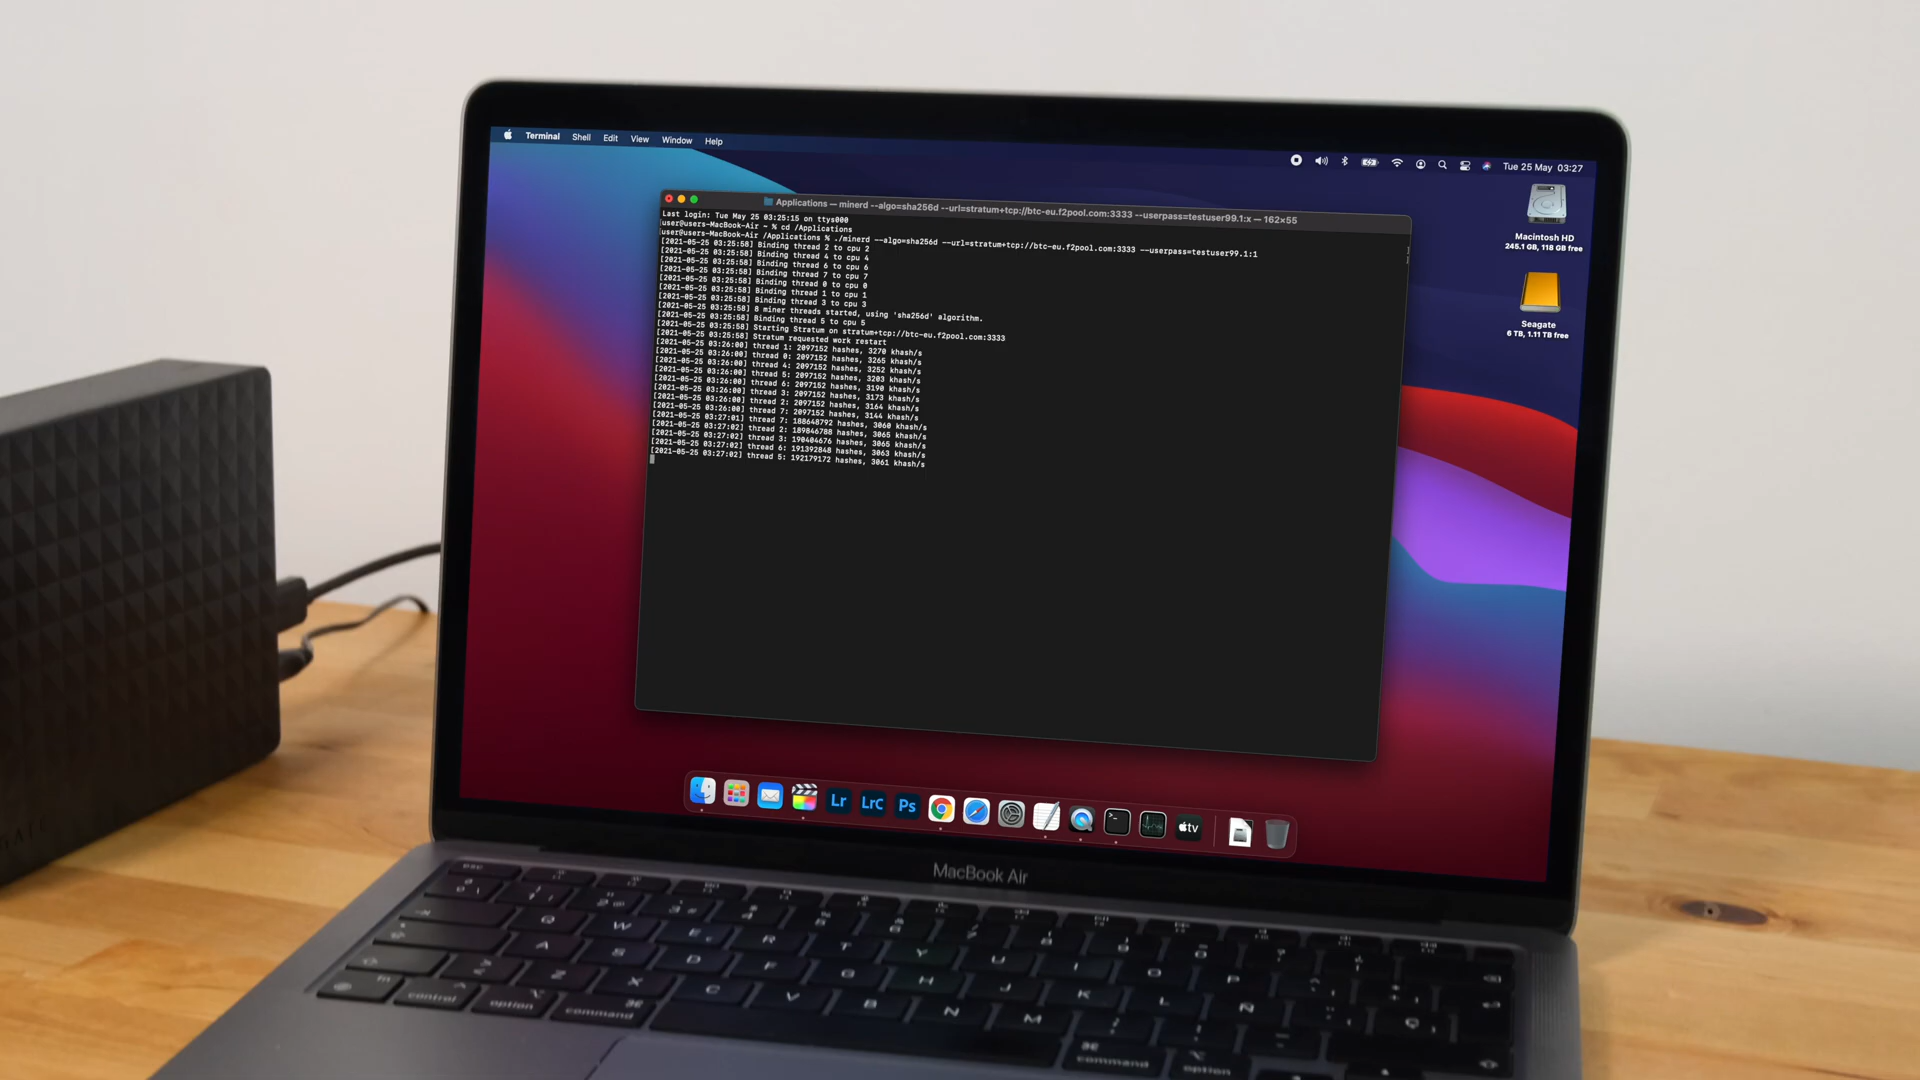 Terminal Shell Edit View Window Help
Tue 25 May 03:27
Applications — minerd --algo=sha256d --url=stratum+tcp://btc-eu.f2pool.com:3333 --userpass=testuser99.1:x — 162×55
Last login: Tue May 25 03:25:15 on ttys000
user@users-MacBook-Air ~ % cd /Applications
user@users-MacBook-Air /Applications % ./minerd --algo=sha256d --url=stratum+tcp://btc-eu.f2pool.com:3333 --userpass=testuser99.1:1
[2021-05-25 03:25:58] Binding thread 2 to cpu 2
[2021-05-25 03:25:58] Binding thread 4 to cpu 4
[2021-05-25 03:25:58] Binding thread 6 to cpu 6
[2021-05-25 03:25:58] Binding thread 7 to cpu 7
[2021-05-25 03:25:58] Binding thread 0 to cpu 0
[2021-05-25 03:25:58] Binding thread 1 to cpu 1
[2021-05-25 03:25:58] Binding thread 3 to cpu 3
[2021-05-25 03:25:58] 8 miner threads started, using 'sha256d' algorithm.
[2021-05-25 03:25:58] Binding thread 5 to cpu 5
[2021-05-25 03:25:58] Starting Stratum on stratum+tcp://btc-eu.f2pool.com:3333
[2021-05-25 03:25:58] Stratum requested work restart
[2021-05-25 03:26:00] thread 1: 2097152 hashes, 3270 khash/s
[2021-05-25 03:26:00] thread 0: 2097152 hashes, 3265 khash/s
[2021-05-25 03:26:00] thread 4: 2097152 hashes, 3252 khash/s
[2021-05-25 03:26:00] thread 5: 2097152 hashes, 3203 khash/s
[2021-05-25 03:26:00] thread 6: 2097152 hashes, 3190 khash/s
[2021-05-25 03:26:00] thread 3: 2097152 hashes, 3173 khash/s
[2021-05-25 03:26:00] thread 2: 2097152 hashes, 3164 khash/s
[2021-05-25 03:26:00] thread 7: 2097152 hashes, 3144 khash/s
[2021-05-25 03:27:01] thread 7: 188648792 hashes, 3060 khash/s
[2021-05-25 03:27:02] thread 2: 189846788 hashes, 3065 khash/s
[2021-05-25 03:27:02] thread 3: 190404676 hashes, 3065 khash/s
[2021-05-25 03:27:02] thread 6: 191392848 hashes, 3063 khash/s
[2021-05-25 03:27:02] thread 5: 192179172 hashes, 3061 khash/s
Macintosh HD
245.1 GB, 118 GB free
Seagate
6 TB, 1.11 TB free
Lr LrC Ps tv
MacBook Air
esc
Q W E R T Y U I O P
A S D F G H J K L Ñ
Z X C V B N M
fn control option command command option